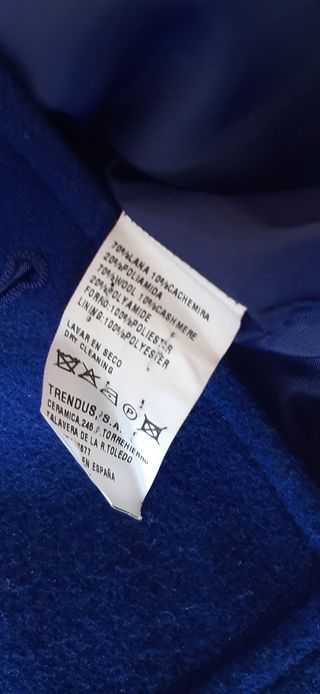 70%LANA 10%CACHEMIRA
20%POLIAMIDA
70%WOOL 10%CASHMERE
20%POLYAMIDE
FORRO:100%POLIESTER
LINING:100%POLYESTER
LAVAR EN SECO
DRY CLEANING
P
TRENDUS, S.A.
CERAMICA,245 TORREHIERRO
TALAVERA DE LA R.TOLEDO
EN ESPAÑA